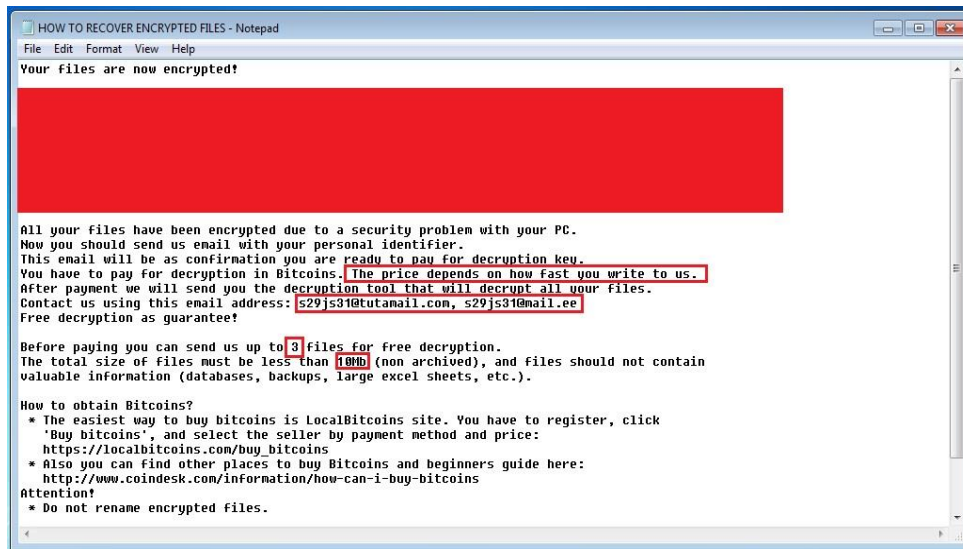 HOW TO RECOVER ENCRYPTED FILES - Notepad
File Edit Format View Help
Your files are now encrypted!
All your files have been encrypted due to a security problem with your PC.
Now you should send us email with your personal identifier.
This email will be as confirmation you are ready to pay for decryption key.
You have to pay for decryption in Bitcoins. The price depends on how fast you write to us.
After payment we will send you the decryption tool that will decrypt all your files.
Contact us using this email address: s29js31@tutamail.com, s29js31@mail.ee
Free decryption as guarantee!
Before paying you can send us up to 3 files for free decryption.
The total size of files must be less than 10Mb (non archived), and files should not contain
valuable information (databases, backups, large excel sheets, etc.).
How to obtain Bitcoins?
* The easiest way to buy bitcoins is LocalBitcoins site. You have to register, click
'Buy bitcoins', and select the seller by payment method and price:
https://localbitcoins.com/buy_bitcoins
* Also you can find other places to buy Bitcoins and beginners guide here:
http://www.coindesk.com/information/how-can-i-buy-bitcoins
Attention!
* Do not rename encrypted files.